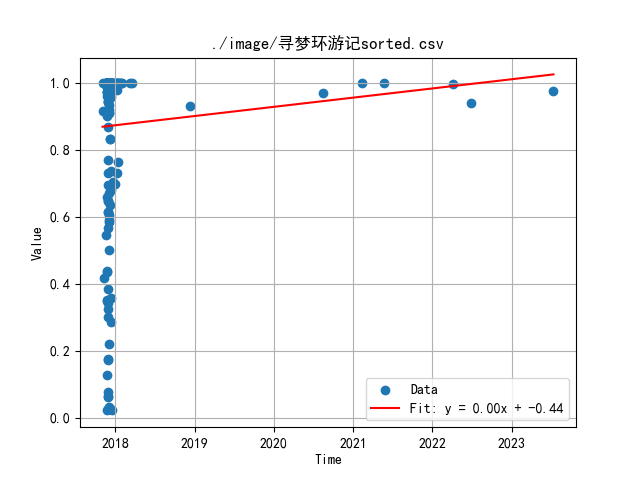 ./image/寻梦环游记sorted.csv
1.0
0.8
0.6
0.4
0.2
0.0
Value
2018 2019 2020 2021 2022 2023
Time
Data
Fit: y = 0.00x + -0.44